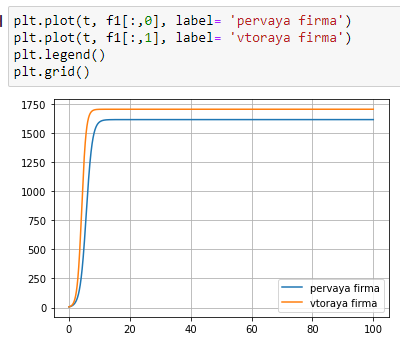 plt.plot(t, f1[:,0], label= 'pervaya firma')
plt.plot(t, f1[:,1], label= 'vtoraya firma')
plt.legend()
plt.grid()
1750
1500
1250
1000
750
500
250
0
pervaya firma
vtoraya firma
0 20 40 60 80 100